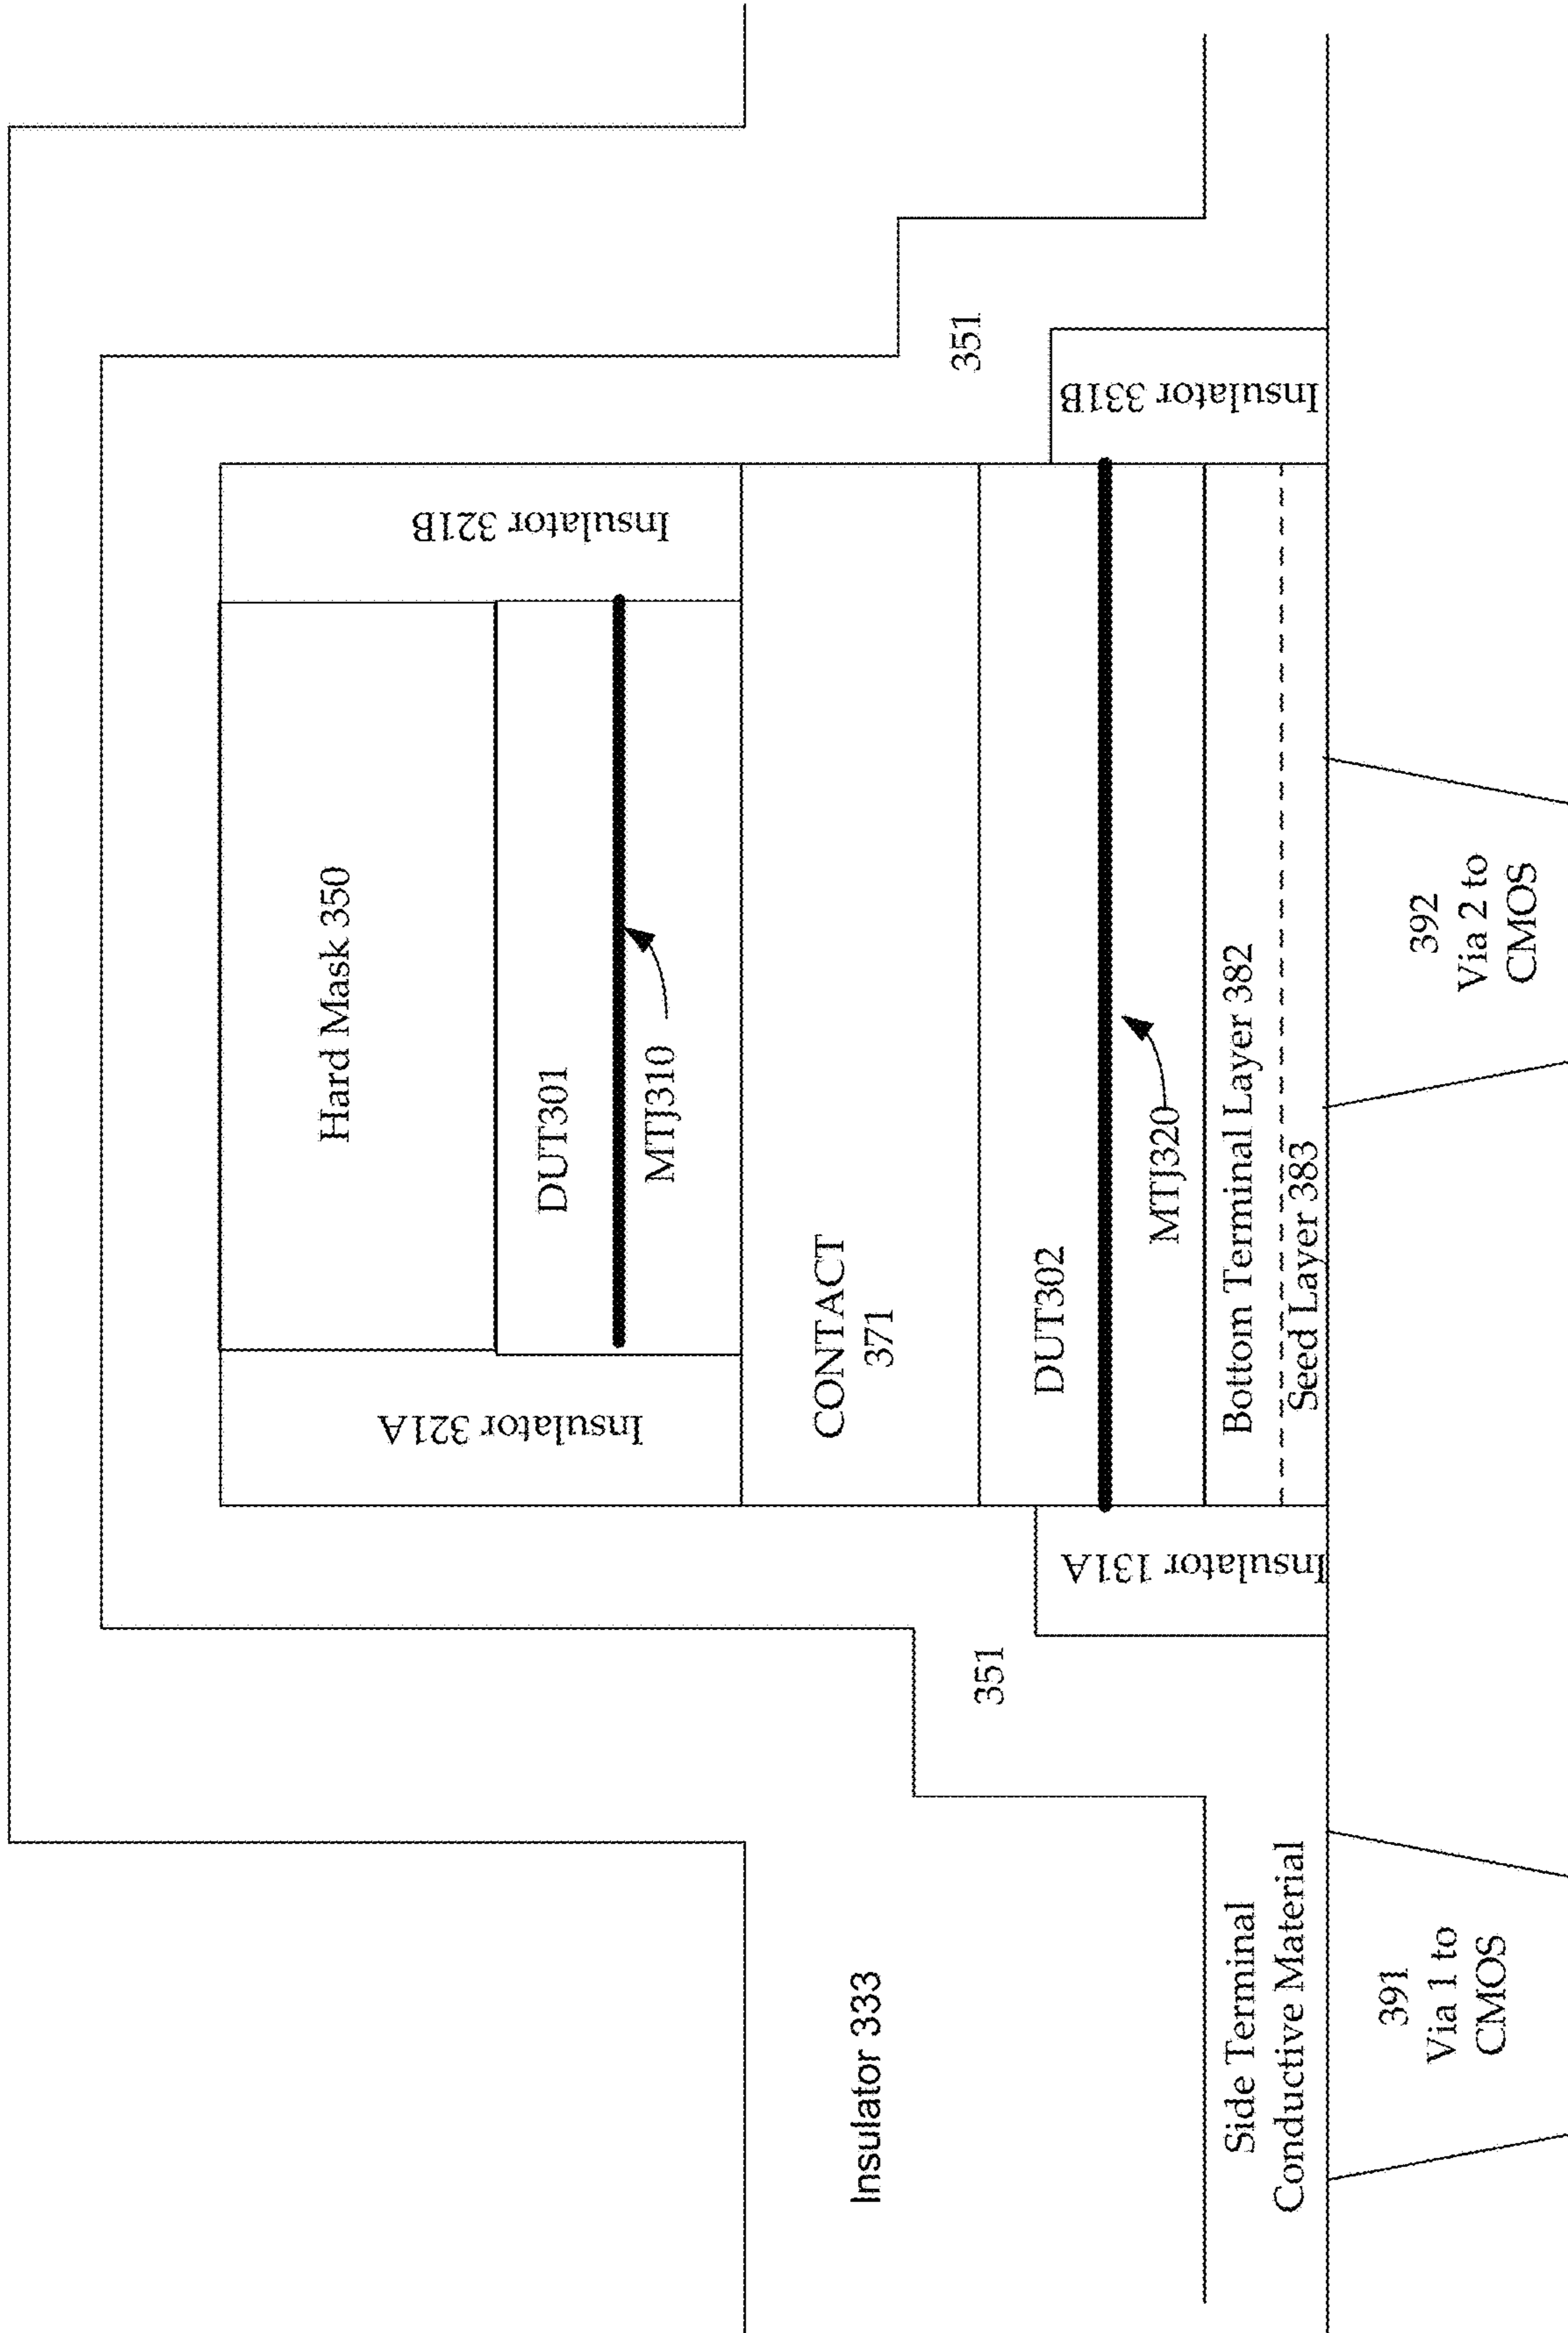 Hard Mask 350
Insulator 321A
Insulator 321B
DUT301
MTJ310
CONTACT
371
Insulator 333
351
351
DUT302
MTJ320
Insulator 131A
Insulator 331B
Side Terminal
Conductive Material
Bottom Terminal Layer 382
Seed Layer 383
391
Via 1 to
CMOS
392
Via 2 to
CMOS